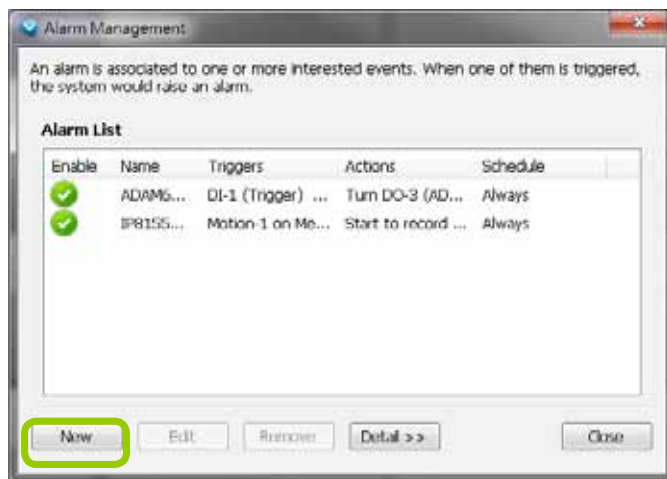 Alarm Management
An alarm is associated to one or more interested events. When one of them is triggered,
the system would raise an alarm.
Alarm List
Enable Name Triggers Actions Schedule
ADAM6... DI-1 (Trigger) ... Turn DO-3 (AD... Always
IP8155... Motion-1 on Me... Start to record ... Always
New Edit Remove Detail >> Close